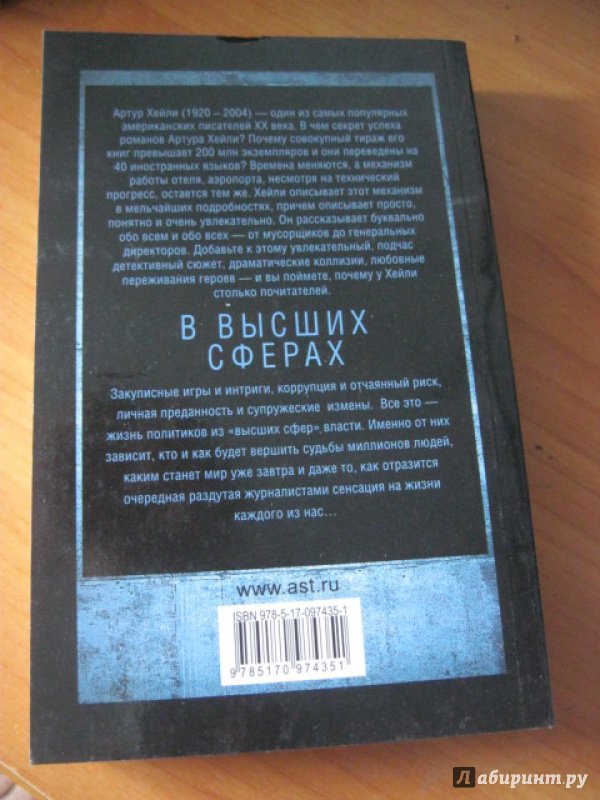 Артур Хейли (1920 – 2004) — один из самых популярных
американских писателей XX века. В чем секрет успеха
романов Артура Хейли? Почему совокупный тираж его
книг превышает 200 млн экземпляров и они переведены на
40 иностранных языков? Времена меняются, а механизм
работы отеля, аэропорта, несмотря на технический
прогресс, остается тем же. Хейли описывает этот механизм
в мельчайших подробностях, причем описывает просто,
понятно и очень увлекательно. Он рассказывает буквально
обо всем и обо всех — от мусорщиков до генеральных
директоров. Добавьте к этому увлекательный, подчас
детективный сюжет, драматические коллизии, любовные
переживания героев — и вы поймете, почему у Хейли
столько почитателей.
В ВЫСШИХ
СФЕРАХ
Закулисные игры и интриги, коррупция и отчаянный риск,
личная преданность и супружеские измены. Все это —
жизнь политиков из «высших сфер» власти. Именно от них
зависит, кто и как будет вершить судьбы миллионов людей,
каким станет мир уже завтра и даже то, как отразится
очередная раздутая журналистами сенсация на жизни
каждого из нас...
www.ast.ru
ISBN 978-5-17-097435-1
9 785170 974351
Лабиринт.ру